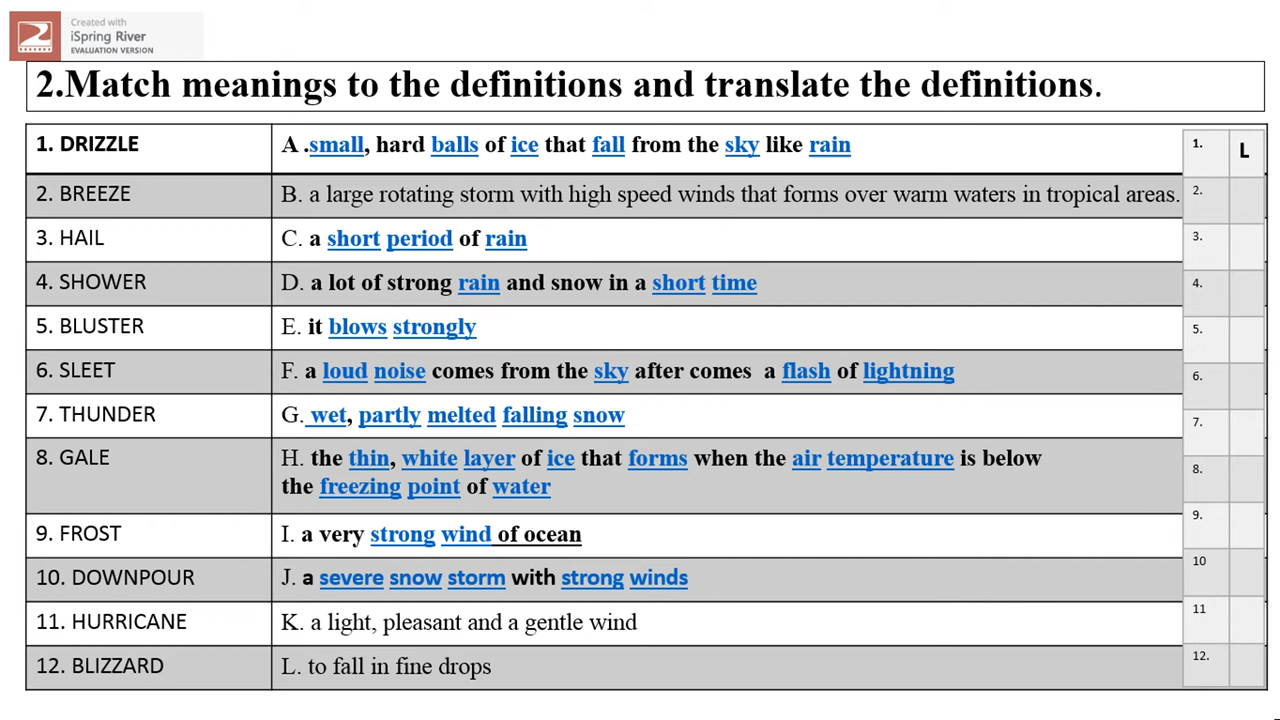 Created with
iSpring River
EVALUATION VERSION
2.Match meanings to the definitions and translate the definitions.
1. DRIZZLE
A .small, hard balls of ice that fall from the sky like rain
2. BREEZE
B. a large rotating storm with high speed winds that forms over warm waters in tropical areas.
3. HAIL
C. a short period of rain
4. SHOWER
D. a lot of strong rain and snow in a short time
5. BLUSTER
E. it blows strongly
6. SLEET
F. a loud noise comes from the sky after comes a flash of lightning
7. THUNDER
G. wet, partly melted falling snow
8. GALE
H. the thin, white layer of ice that forms when the air temperature is below
the freezing point of water
9. FROST
I. a very strong wind of ocean
10. DOWNPOUR
J. a severe snow storm with strong winds
11. HURRICANE
K. a light, pleasant and a gentle wind
12. BLIZZARD
L. to fall in fine drops
1. L
2.
3.
4.
5.
6.
7.
8.
9.
10
11
12.